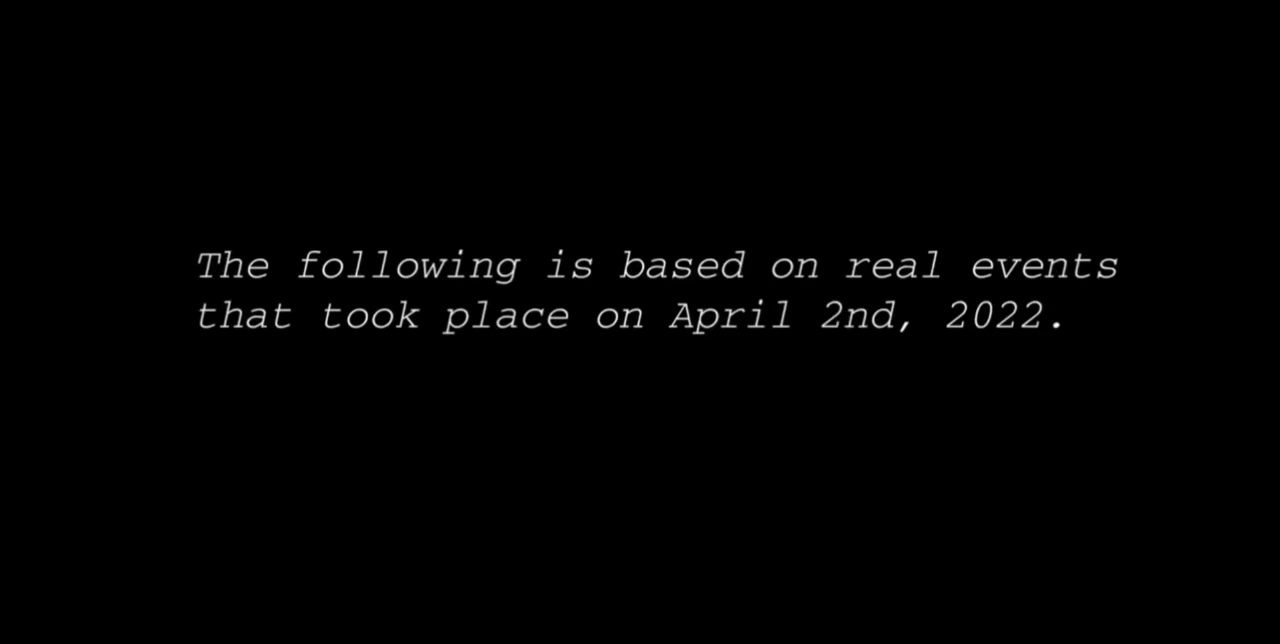 The following is based on real events
that took place on April 2nd, 2022.